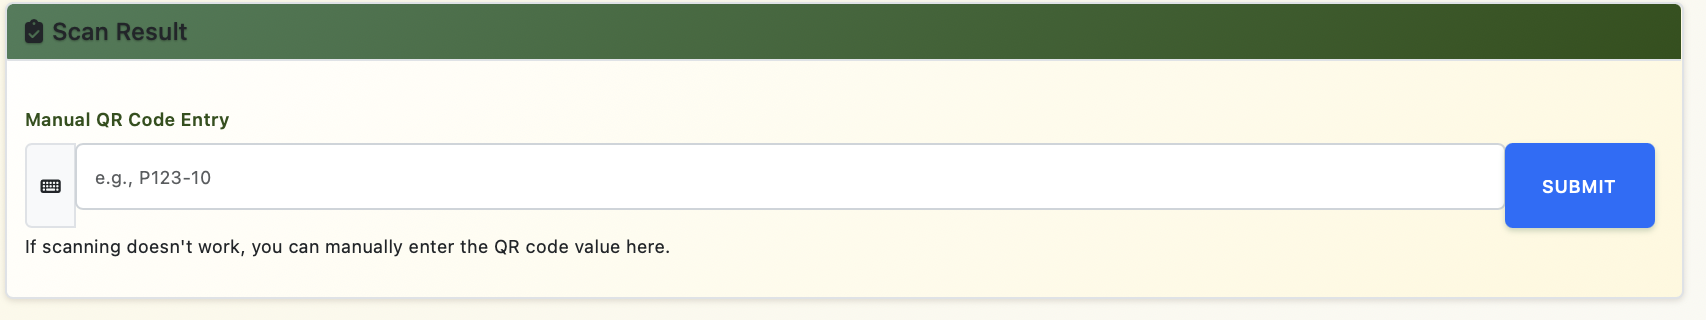 Scan Result
Manual QR Code Entry
e.g., P123-10
SUBMIT
If scanning doesn't work, you can manually enter the QR code value here.